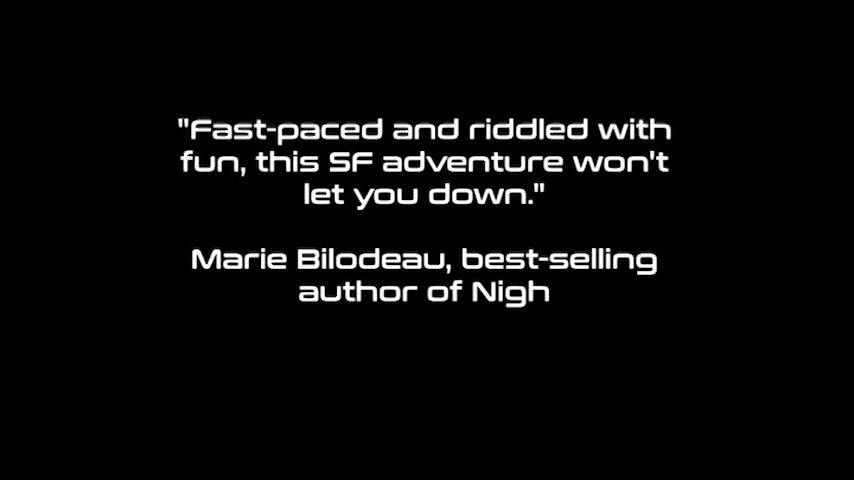 "Fast-paced and riddled with
fun, this SF adventure won't
let you down."
Marie Bilodeau, best-selling
author of Nigh